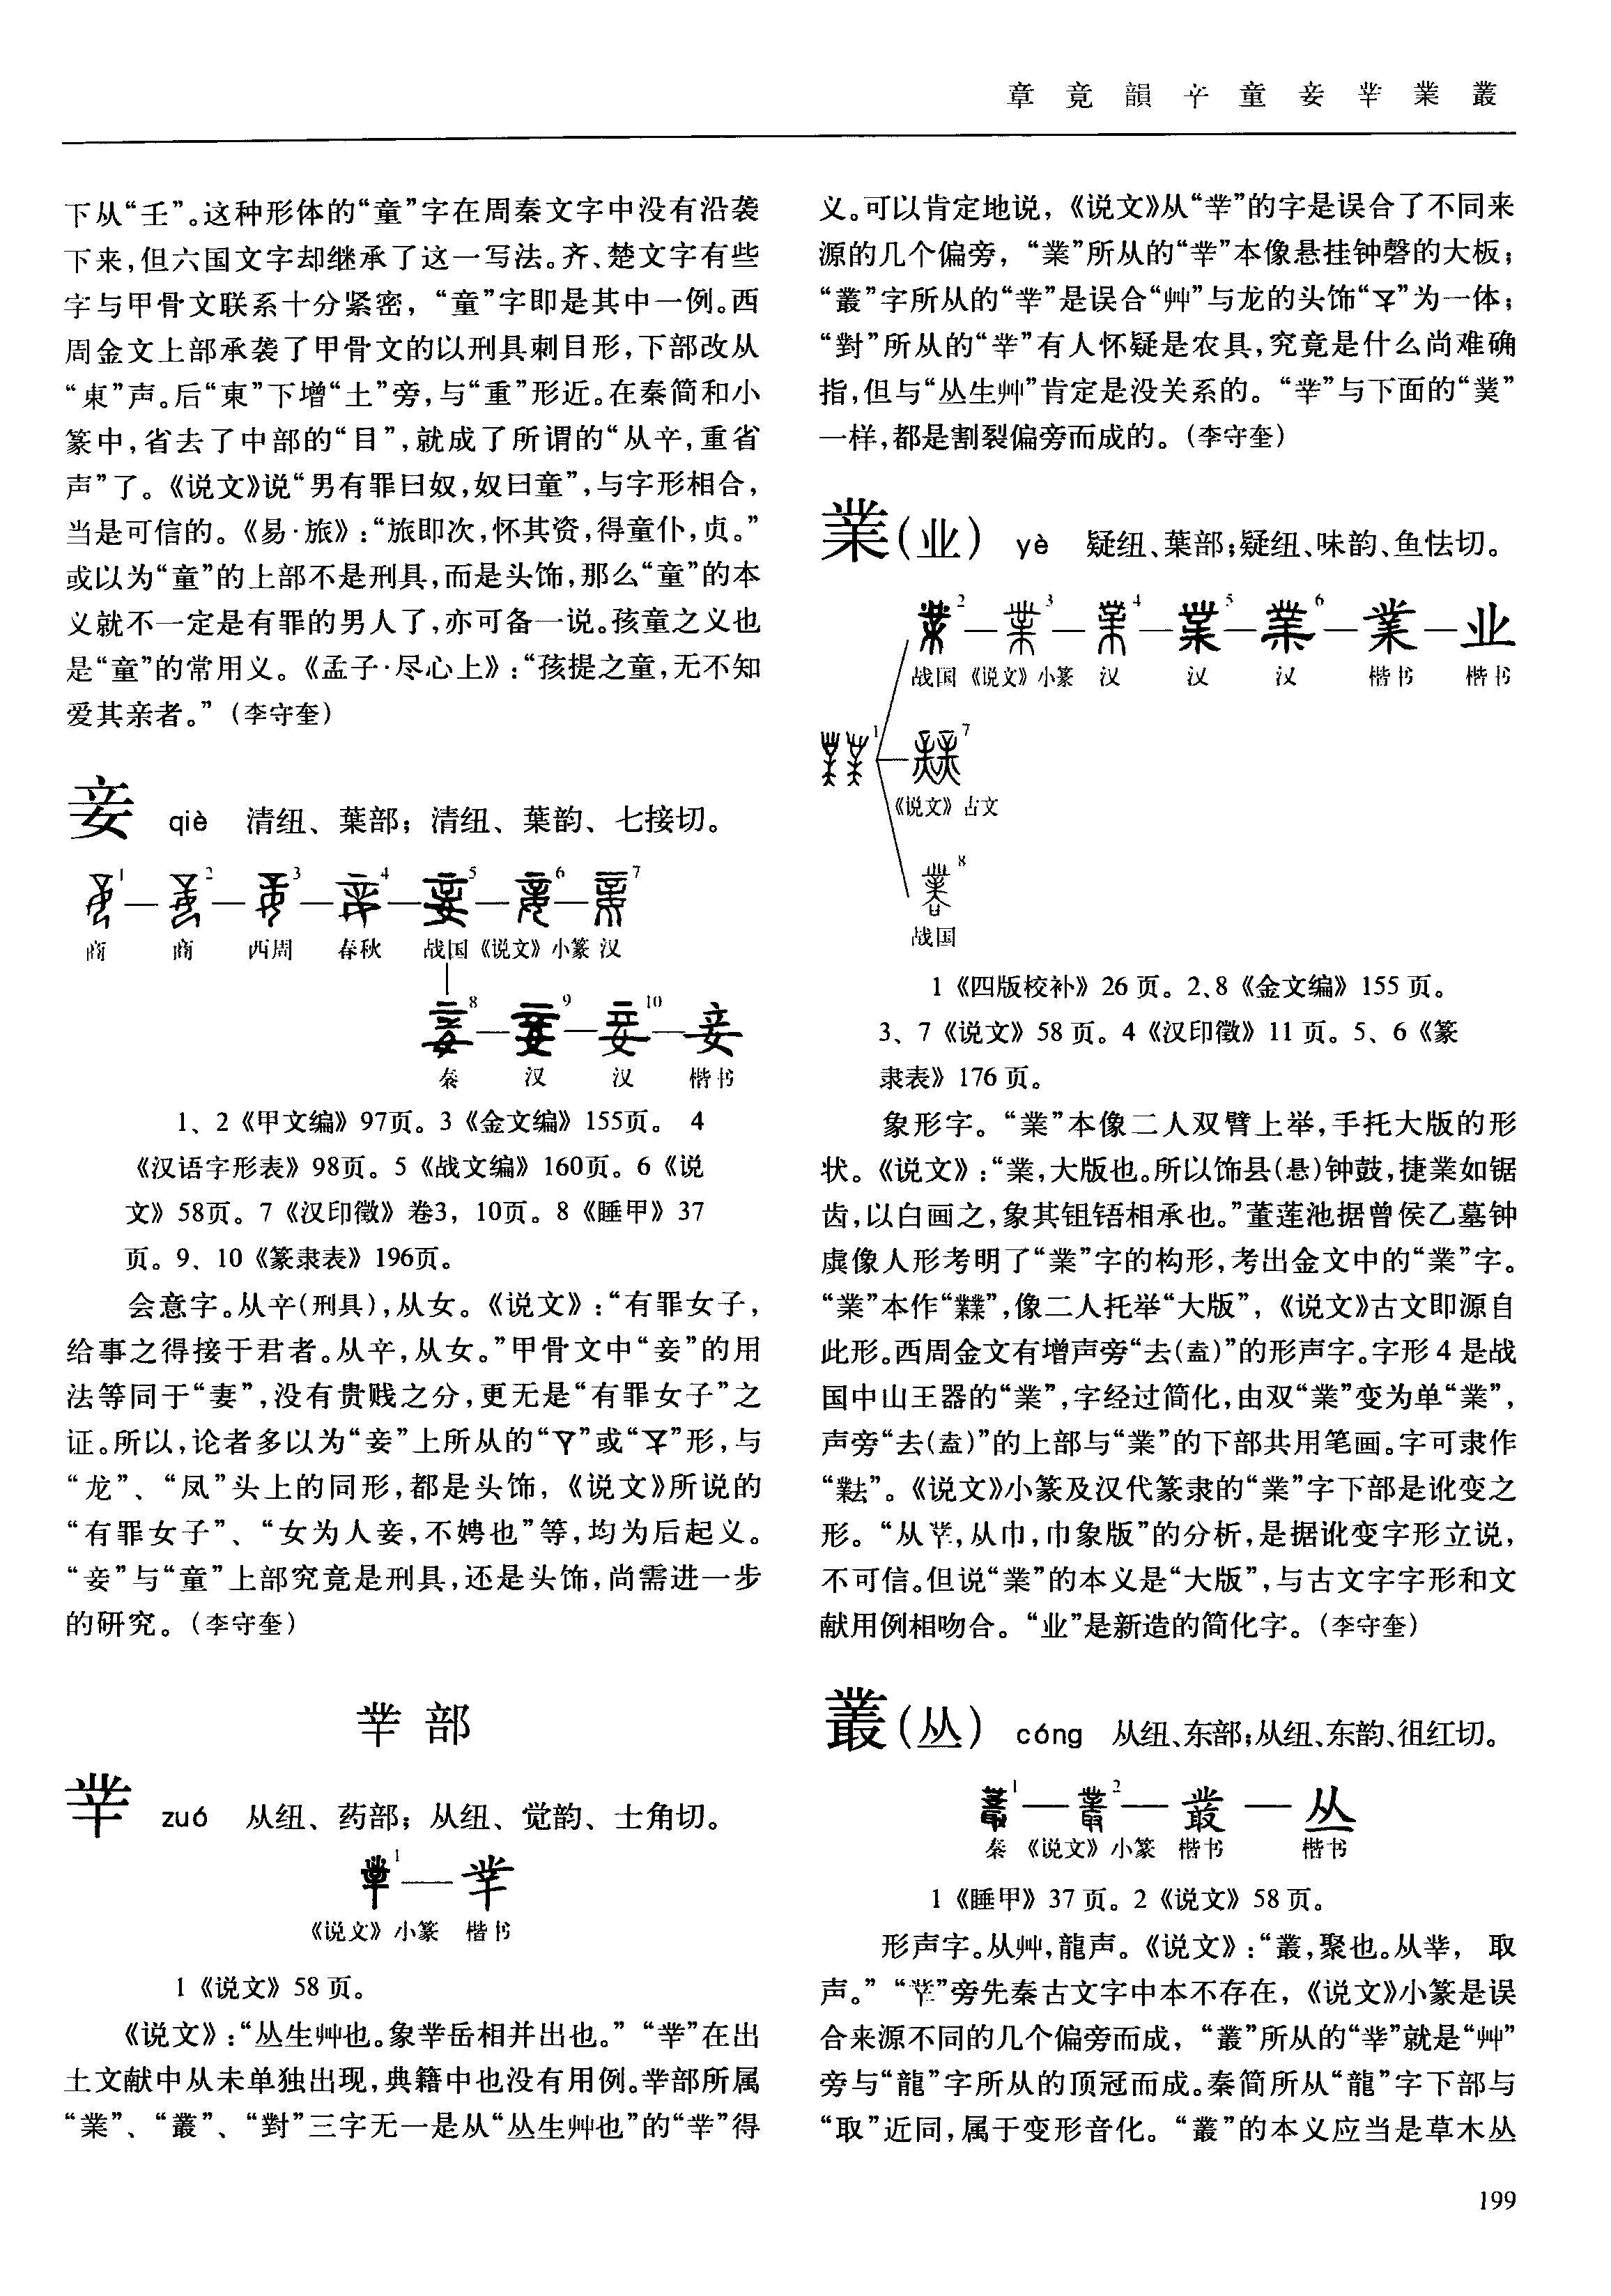 章 竟 韻 䇂 童 妾 丵 業 叢
下从“壬”。这种形体的“童”字在周秦文字中没有沿袭
下来,但六国文字却继承了这一写法。齐、楚文字有些
字与甲骨文联系十分紧密,“童”字即是其中一例。西
周金文上部承袭了甲骨文的以刑具刺目形,下部改从
“東”声。后“東”下增“土”旁,与“重”形近。在秦简和小
篆中,省去了中部的“目”,就成了所谓的“从䇂,重省
声”了。《说文》说“男有罪曰奴,奴曰童”,与字形相合,
当是可信的。《易·旅》:“旅即次,怀其资,得童仆,贞。”
或以为“童”的上部不是刑具,而是头饰,那么“童”的本
义就不一定是有罪的男人了,亦可备一说。孩童之义也
是“童”的常用义。《孟子·尽心上》:“孩提之童,无不知
爱其亲者。”(李守奎)
妾 qiè 清纽、葉部;清纽、葉韵、七接切。
1 — 2 — 3 — 4 — 5 — 6 — 7
商 商 西周 春秋 战国 《说文》小篆 汉
8 — 9 — 10 — 妾
秦 汉 汉 楷书
1、2《甲文编》97页。3《金文编》155页。 4
《汉语字形表》98页。5《战文编》160页。6《说
文》58页。7《汉印徵》卷3,10页。8《睡甲》37
页。9、10《篆隶表》196页。
会意字。从䇂(刑具),从女。《说文》:“有罪女子,
给事之得接于君者。从䇂,从女。”甲骨文中“妾”的用
法等同于“妻”,没有贵贱之分,更无是“有罪女子”之
证。所以,论者多以为“妾”上所从的“”或“”形,与
“龙”、“凤”头上的同形,都是头饰,《说文》所说的
“有罪女子”、“女为人妾,不娉也”等,均为后起义。
“妾”与“童”上部究竟是刑具,还是头饰,尚需进一步
的研究。(李守奎)
丵 部
丵 zuó 从纽、药部;从纽、觉韵、士角切。
1 — 丵
《说文》小篆 楷书
1《说文》58页。
《说文》:“丛生艸也。象丵岳相并出也。”“丵”在出
土文献中从未单独出现,典籍中也没有用例。丵部所属
“業”、“叢”、“對”三字无一是从“丛生艸也”的“丵”得
义。可以肯定地说,《说文》从“丵”的字是误合了不同来
源的几个偏旁,“業”所从的“丵”本像悬挂钟磬的大板;
“叢”字所从的“丵”是误合“艸”与龙的头饰“”为一体;
“對”所从的“丵”有人怀疑是农具,究竟是什么尚难确
指,但与“丛生艸”肯定是没关系的。“丵”与下面的“菐”
一样,都是割裂偏旁而成的。(李守奎)
業(业) yè 疑纽、葉部;疑纽、味韵、鱼怯切。
2 — 3 — 4 — 5 — 6 — 業 — 业
战国 《说文》小篆 汉 汉 汉 楷书 楷书
1 — 7
《说文》古文
8
战国
1《四版校补》26页。2、8《金文编》155页。
3、7《说文》58页。4《汉印徵》11页。5、6《篆
隶表》176页。
象形字。“業”本像二人双臂上举,手托大版的形
状。《说文》:“業,大版也。所以饰县(悬)钟鼓,捷業如锯
齿,以白画之,象其鉏铻相承也。”董莲池据曾侯乙墓钟
虡像人形考明了“業”字的构形,考出金文中的“業”字。
“業”本作“”,像二人托举“大版”,《说文》古文即源自
此形。西周金文有增声旁“去(盍)”的形声字。字形4是战
国中山王器的“業”,字经过简化,由双“業”变为单“業”,
声旁“去(盍)”的上部与“業”的下部共用笔画。字可隶作
“”。《说文》小篆及汉代篆隶的“業”字下部是讹变之
形。“从丵,从巾,巾象版”的分析,是据讹变字形立说,
不可信。但说“業”的本义是“大版”,与古文字字形和文
献用例相吻合。“业”是新造的简化字。(李守奎)
叢(丛) cóng 从纽、东部;从纽、东韵、徂红切。
1 — 2 — 叢 — 丛
秦 《说文》小篆 楷书 楷书
1《睡甲》37页。2《说文》58页。
形声字。从艸,龍声。《说文》:“叢,聚也。从丵, 取
声。”“丵”旁先秦古文字中本不存在,《说文》小篆是误
合来源不同的几个偏旁而成,“叢”所从的“丵”就是“艸”
旁与“龍”字所从的顶冠而成。秦简所从“龍”字下部与
“取”近同,属于变形音化。“叢”的本义应当是草木丛
199